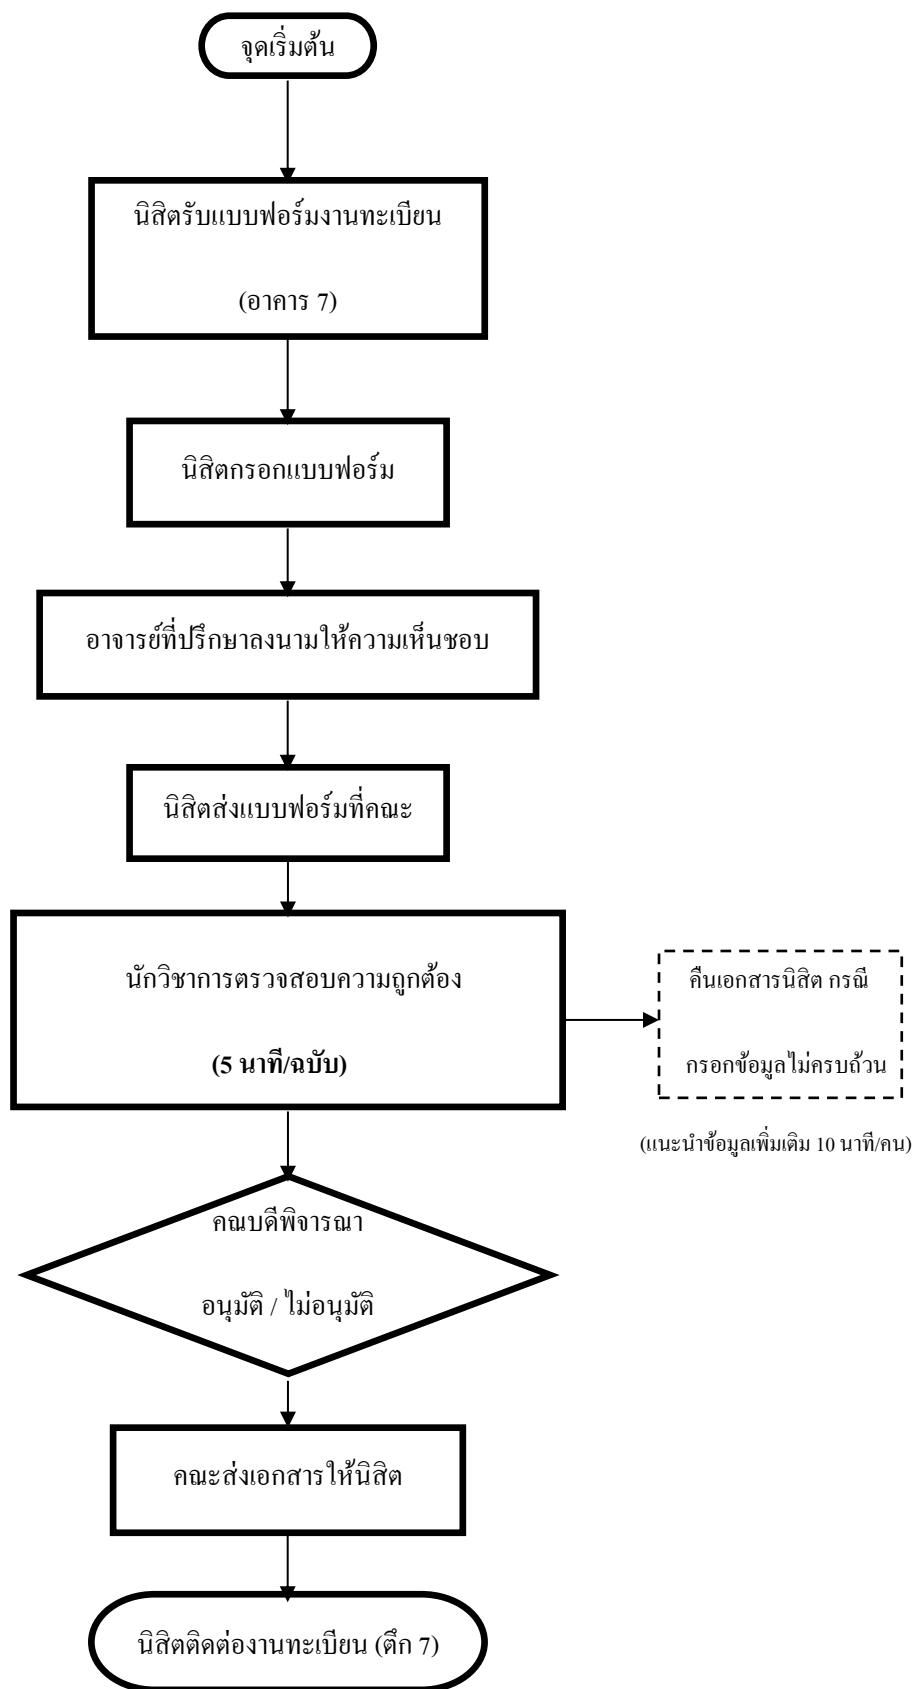 จุดเริ่มต้น
นิสิตรับแบบฟอร์มงานทะเบียน
(อาคาร 7)
นิสิตกรอกแบบฟอร์ม
อาจารย์ที่ปรึกษาลงนามให้ความเห็นชอบ
นิสิตส่งแบบฟอร์มที่คณะ
นักวิชาการตรวจสอบความถูกต้อง
(5 นาที/ฉบับ)
คืนเอกสารนิสิต กรณี
กรอกข้อมูลไม่ครบถ้วน
(แนะนำข้อมูลเพิ่มเติม 10 นาที/คน)
คณบดีพิจารณา
อนุมัติ / ไม่อนุมัติ
คณะส่งเอกสารให้นิสิต
นิสิตติดต่องานทะเบียน (ตึก 7)